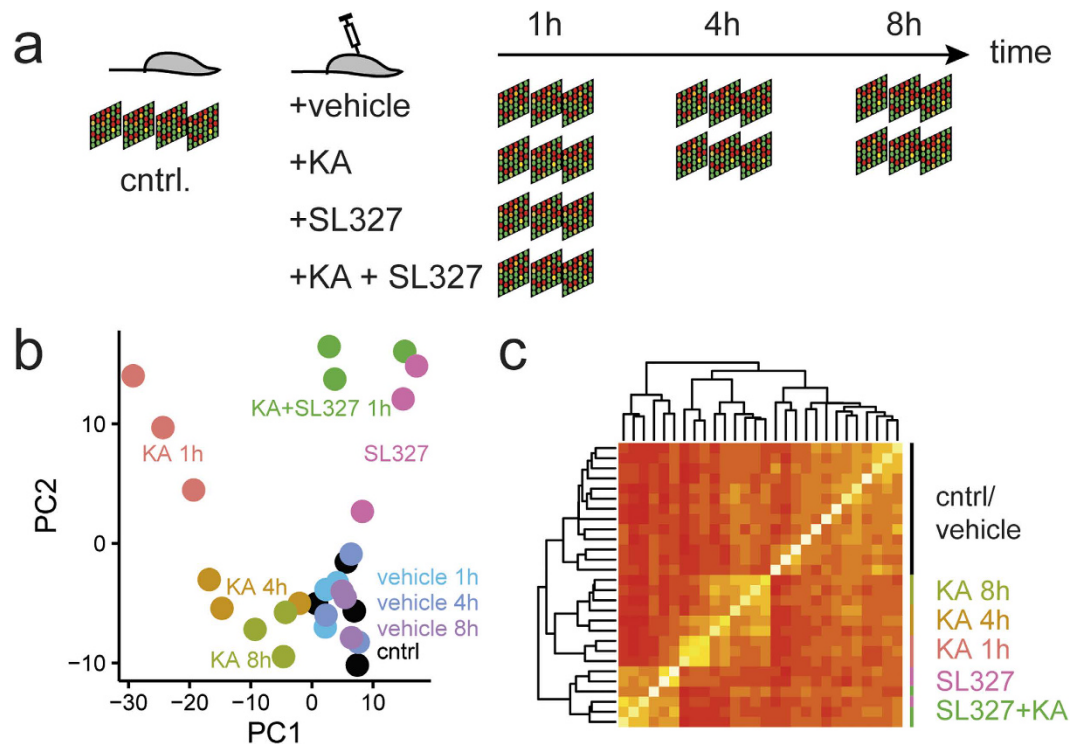 a
1h 4h 8h
time
+vehicle
+KA
+SL327
+KA + SL327
cntrl.
b
PC2
10
0
−10
−30 −20 −10 0 10
PC1
KA 1h
KA+SL327 1h
SL327
KA 4h
KA 8h
vehicle 1h
vehicle 4h
vehicle 8h
cntrl
c
cntrl/
vehicle
KA 8h
KA 4h
KA 1h
SL327
SL327+KA